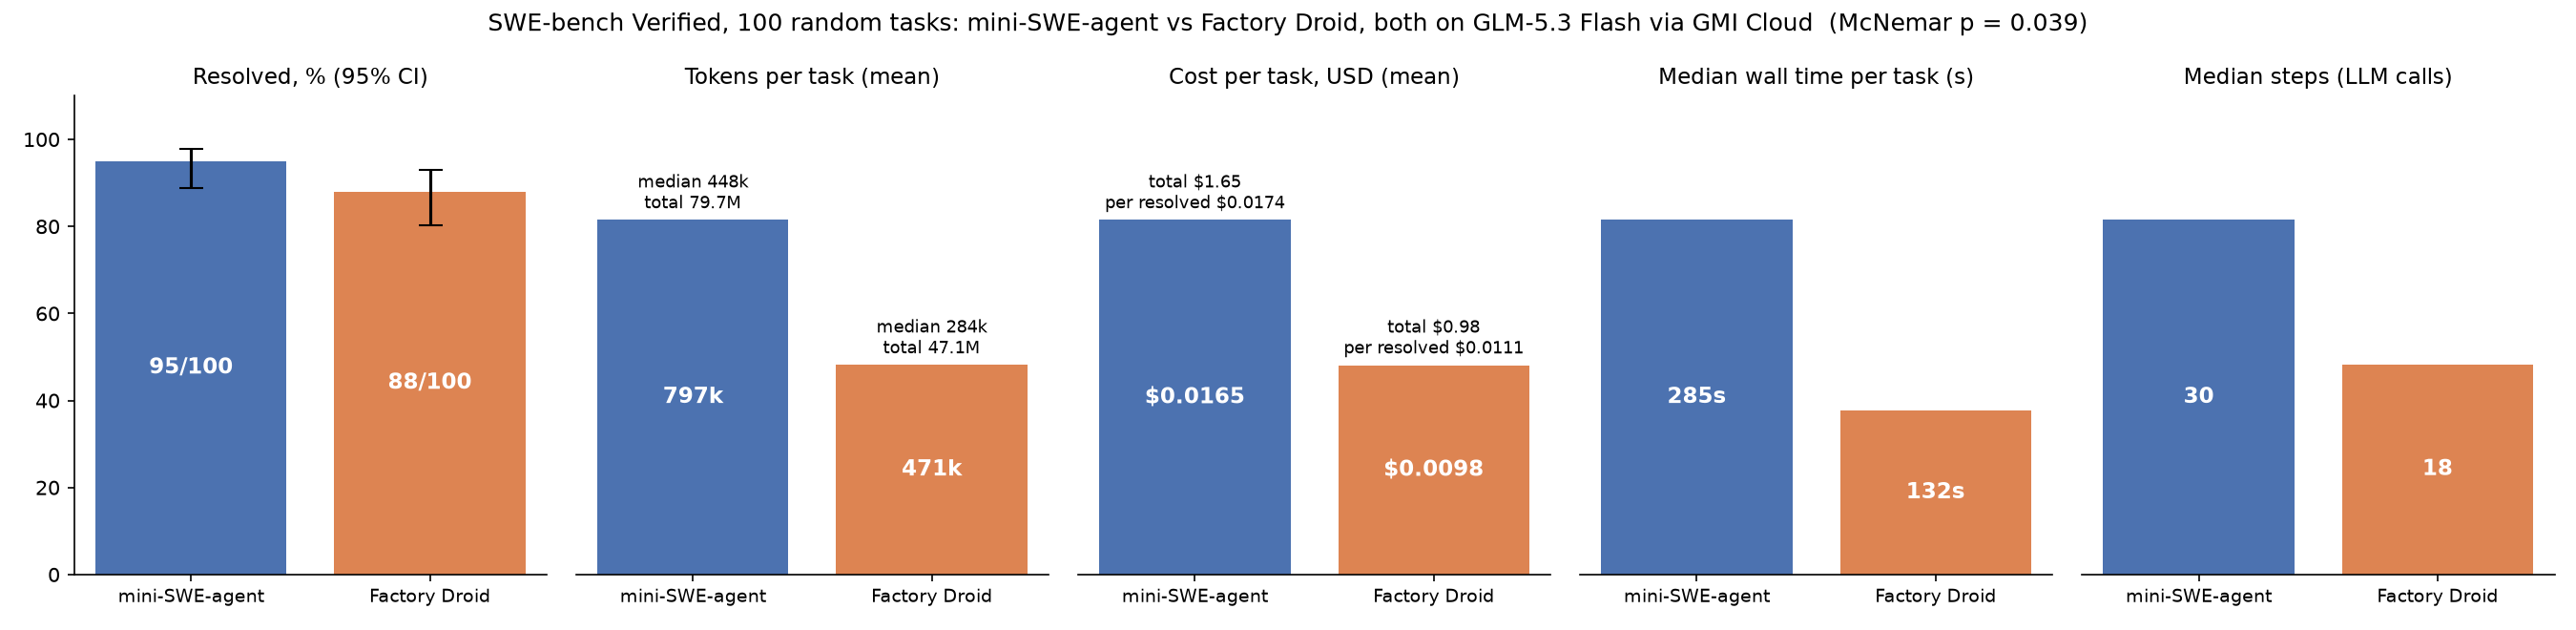 SWE-bench Verified, 100 random tasks: mini-SWE-agent vs Factory Droid, both on GLM-5.3 Flash via GMI Cloud  (McNemar p = 0.039)
Resolved, % (95% CI)
100
80
60
40
20
0
95/100
88/100
mini-SWE-agent
Factory Droid
Tokens per task (mean)
median 448k
total 79.7M
797k
median 284k
total 47.1M
471k
mini-SWE-agent
Factory Droid
Cost per task, USD (mean)
total $1.65
per resolved $0.0174
$0.0165
total $0.98
per resolved $0.0111
$0.0098
mini-SWE-agent
Factory Droid
Median wall time per task (s)
285s
132s
mini-SWE-agent
Factory Droid
Median steps (LLM calls)
30
18
mini-SWE-agent
Factory Droid